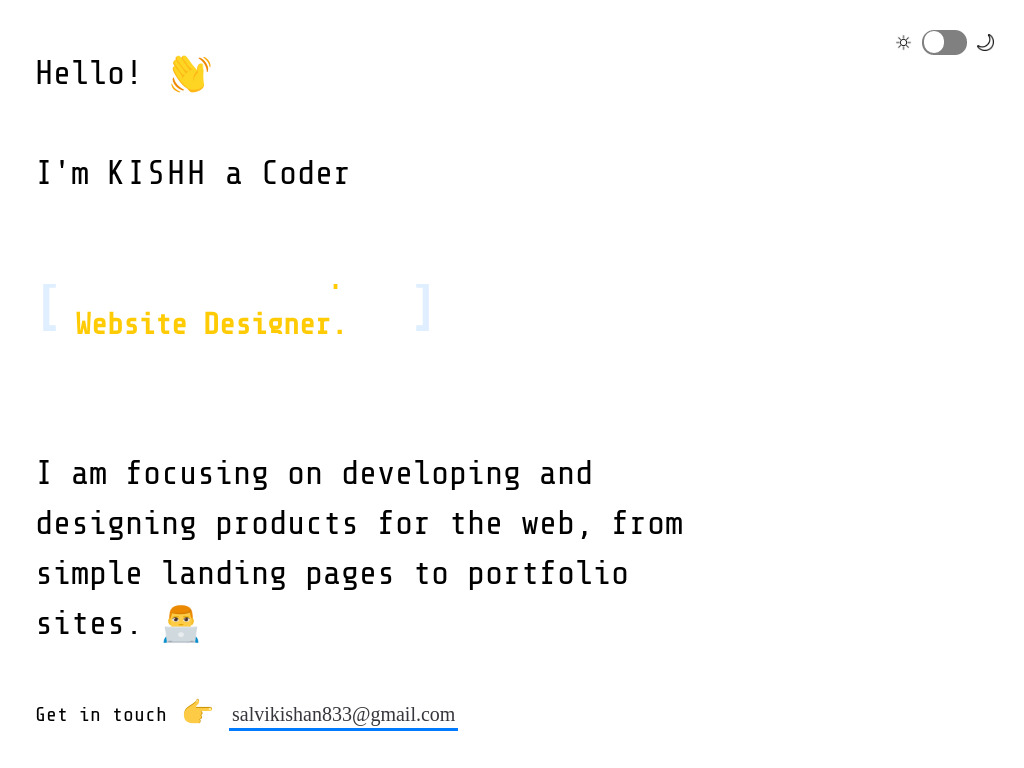 Hello! 👋
I'm KISHH a Coder
[ Website Designer. ]
I am focusing on developing and
designing products for the web, from
simple landing pages to portfolio
sites. 👨‍💻
Get in touch 👉 salvikishan833@gmail.com